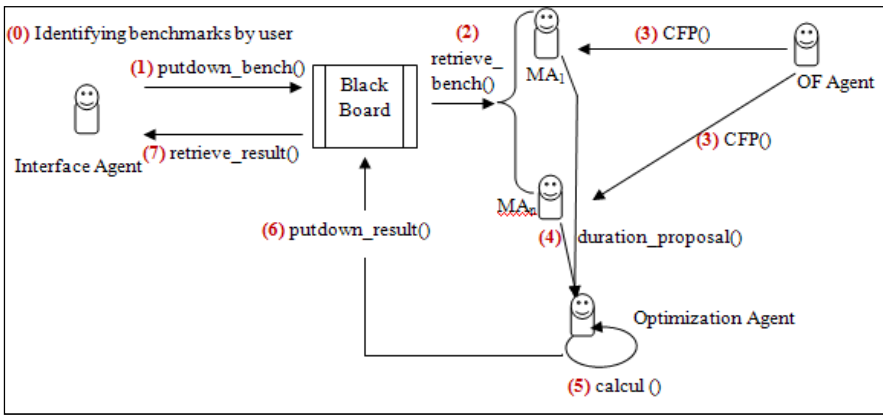 (0) Identifying benchmarks by user
(1) putdown_bench()
Black
Board
(2)
retrieve_
bench()
MA1
(3) CFP()
OF Agent
(3) CFP()
Interface Agent
(7) retrieve_result()
MAn
(6) putdown_result()
(4) duration_proposal()
Optimization Agent
(5) calcul ()